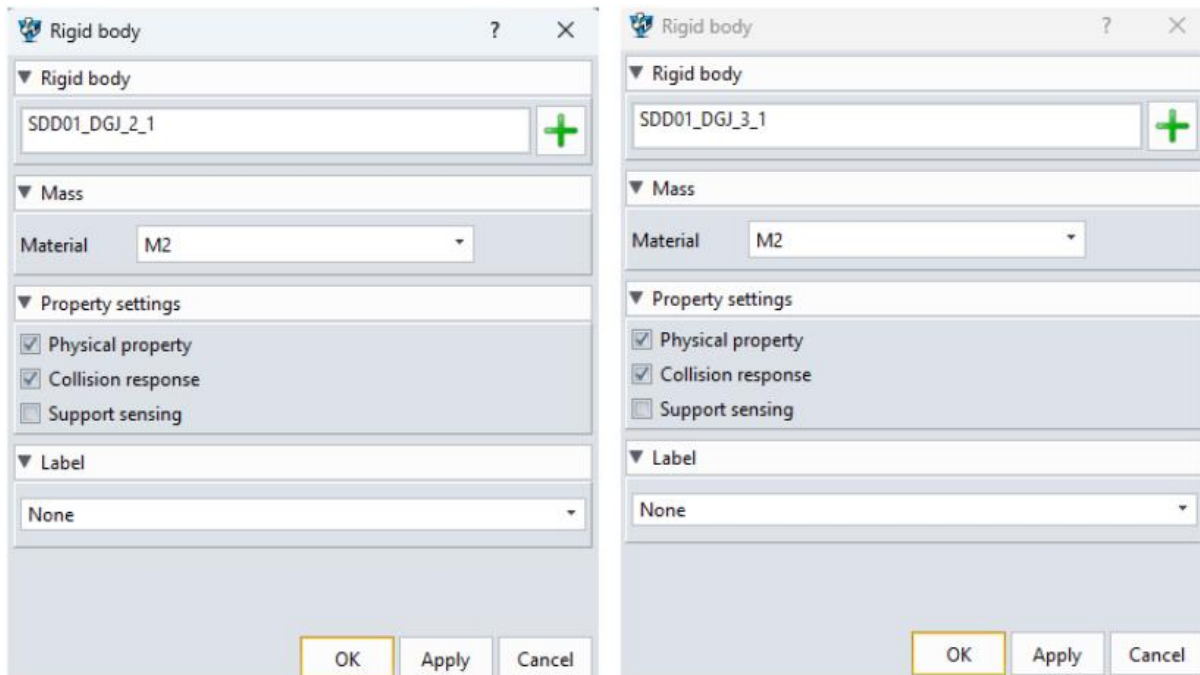 Rigid body ? ×
Rigid body
SDD01_DGJ_2_1
Mass
Material M2
Property settings
Physical property
Collision response
Support sensing
Label
None
OK Apply Cancel
Rigid body ? ×
Rigid body
SDD01_DGJ_3_1
Mass
Material M2
Property settings
Physical property
Collision response
Support sensing
Label
None
OK Apply Cancel